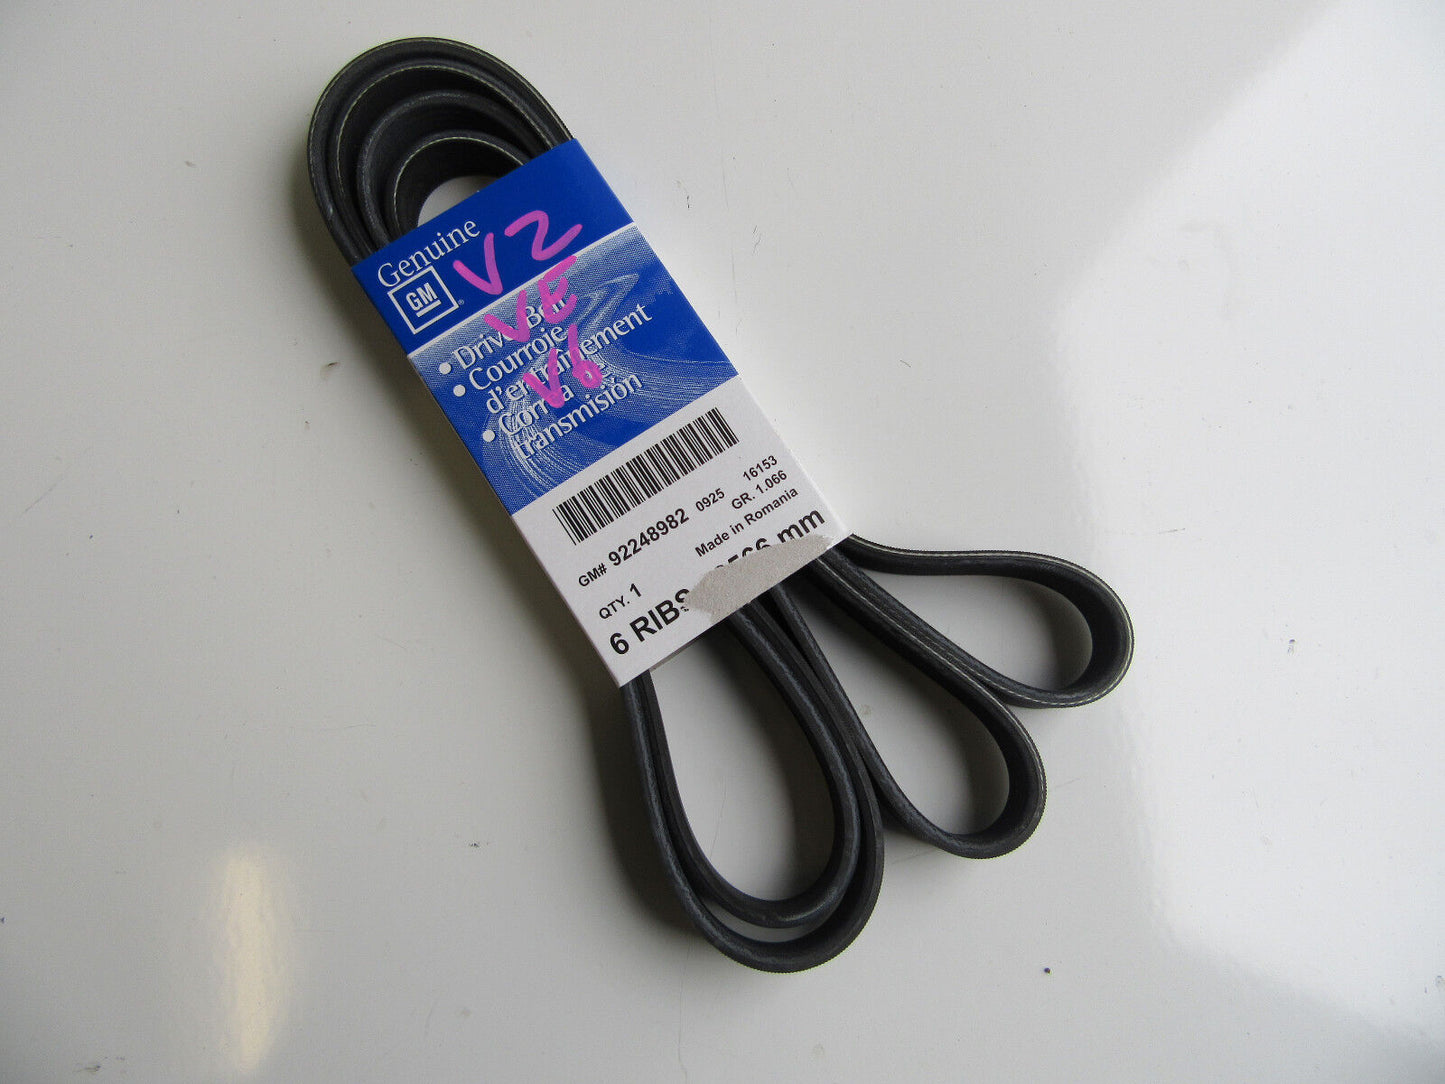 Genuine
GM
V2
VE
V6
• Drive Belt
• Courroie
d'entraînement
• Correa de
transmisión
GM# 92248982 0925 16153
GR. 1.066
QTY. 1
Made in Romania
6 RIBS 2566 mm